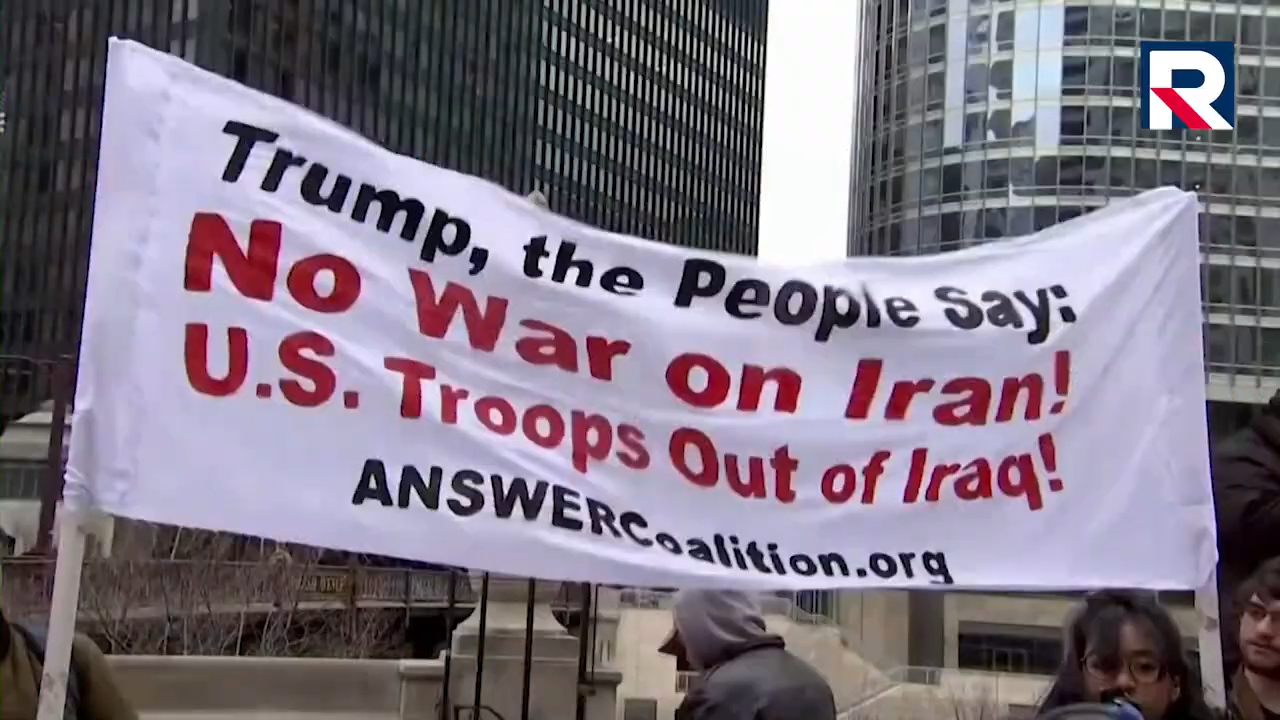 Trump, the People Say:
No War on Iran!
U.S. Troops Out of Iraq!
ANSWERCoalition.org
R